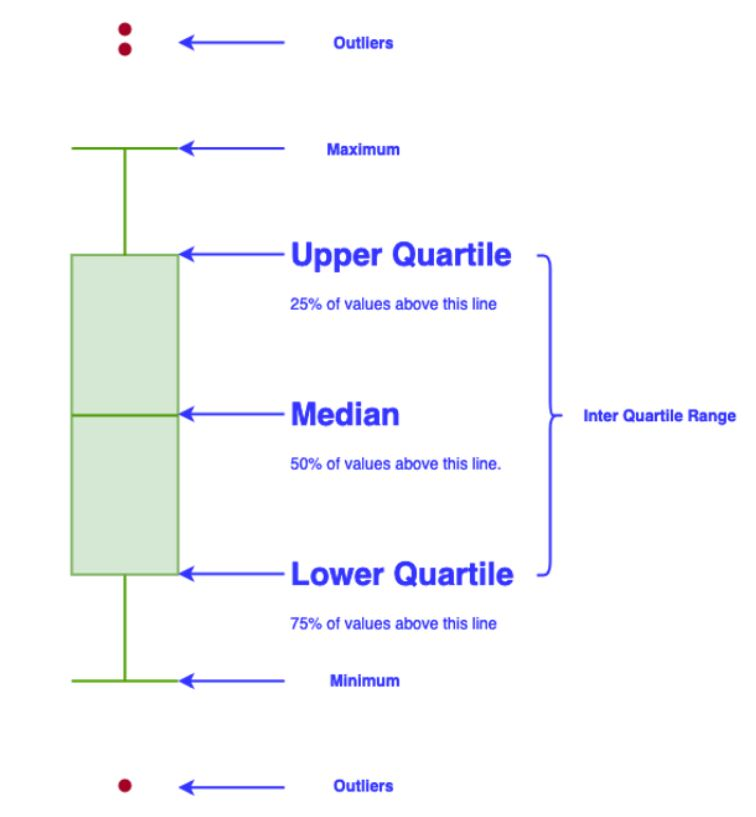 Outliers
Maximum
Upper Quartile
25% of values above this line
Median
Inter Quartile Range
50% of values above this line.
Lower Quartile
75% of values above this line
Minimum
Outliers